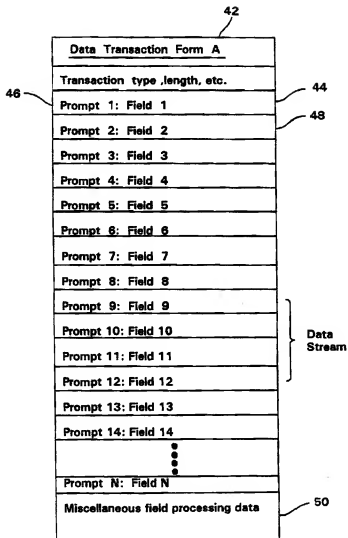 42
Data Transaction Form A
Transaction type ,length, etc.
46
44
Prompt 1: Field 1
48
Prompt 2: Field 2
Prompt 3: Field 3
Prompt 4: Field 4
Prompt 5: Field 5
Prompt 6: Field 6
Prompt 7: Field 7
Prompt 8: Field 8
Prompt 9: Field 9
Prompt 10: Field 10
Prompt 11: Field 11
Prompt 12: Field 12
Data
Stream
Prompt 13: Field 13
Prompt 14: Field 14
Prompt N: Field N
Miscellaneous field processing data
50